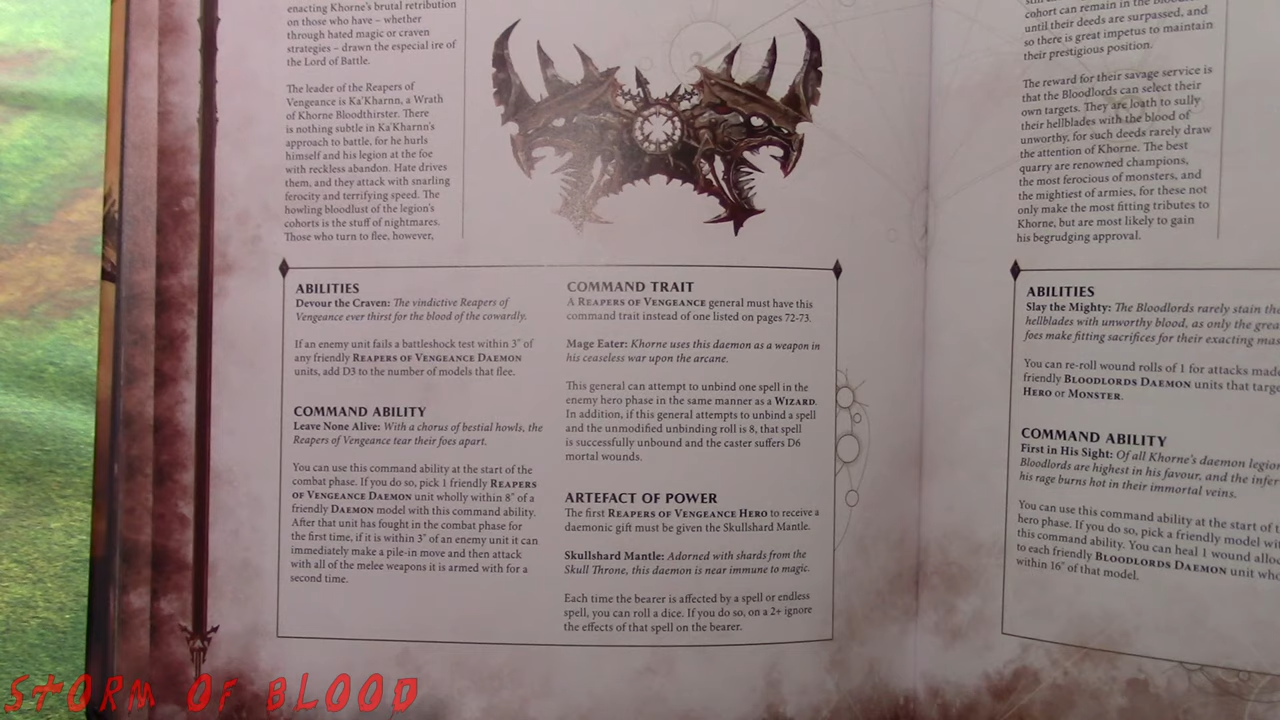 enacting Khorne's brutal retribution
on those who have – whether
through hated magic or craven
strategies – drawn the especial ire of
the Lord of Battle.
The leader of the Reapers of
Vengeance is Ka'Kharnn, a Wrath
of Khorne Bloodthirster. There
is nothing subtle in Ka'Kharnn's
approach to battle, for he hurls
himself and his legion at the foe
with reckless abandon. Hate drives
them, and they attack with snarling
ferocity and terrifying speed. The
howling bloodlust of the legion's
cohorts is the stuff of nightmares.
Those who turn to flee, however,
ABILITIES
Devour the Craven: The vindictive Reapers of
Vengeance ever thirst for the blood of the cowardly.
If an enemy unit fails a battleshock test within 3" of
any friendly REAPERS OF VENGEANCE DAEMON
units, add D3 to the number of models that flee.
COMMAND ABILITY
Leave None Alive: With a chorus of bestial howls, the
Reapers of Vengeance tear their foes apart.
You can use this command ability at the start of the
combat phase. If you do so, pick 1 friendly REAPERS
OF VENGEANCE DAEMON unit wholly within 8" of a
friendly DAEMON model with this command ability.
After that unit has fought in the combat phase for
the first time, if it is within 3" of an enemy unit it can
immediately make a pile-in move and then attack
with all of the melee weapons it is armed with for a
second time.
COMMAND TRAIT
A REAPERS OF VENGEANCE general must have this
command trait instead of one listed on pages 72-73.
Mage Eater: Khorne uses this daemon as a weapon in
his ceaseless war upon the arcane.
This general can attempt to unbind one spell in the
enemy hero phase in the same manner as a WIZARD.
In addition, if this general attempts to unbind a spell
and the unmodified unbinding roll is 8, that spell
is successfully unbound and the caster suffers D6
mortal wounds.
ARTEFACT OF POWER
The first REAPERS OF VENGEANCE HERO to receive a
daemonic gift must be given the Skullshard Mantle.
Skullshard Mantle: Adorned with shards from the
Skull Throne, this daemon is near immune to magic.
Each time the bearer is affected by a spell or endless
spell, you can roll a dice. If you do so, on a 2+ ignore
the effects of that spell on the bearer.
cohort can remain in the
until their deeds are surpassed, and
so there is great impetus to maintain
their prestigious position.
The reward for their savage service is
that the Bloodlords can select their
own targets. They are loath to sully
their hellblades with the blood of
unworthy, for such deeds rarely draw
the attention of Khorne. The best
quarry are renowned champions,
the most ferocious of monsters, and
the mightiest of armies, for these not
only make the most fitting tributes to
Khorne, but are most likely to gain
his begrudging approval.
ABILITIES
Slay the Mighty: The Bloodlords rarely stain the
hellblades with unworthy blood, as only the grea
foes make fitting sacrifices for their exacting mas
You can re-roll wound rolls of 1 for attacks made
friendly BLOODLORDS DAEMON units that targe
HERO or MONSTER.
COMMAND ABILITY
First in His Sight: Of all Khorne's daemon legion
Bloodlords are highest in his favour, and the infer
his rage burns hot in their immortal veins.
You can use this command ability at the start of t
hero phase. If you do so, pick a friendly model wi
this command ability. You can heal 1 wound alloc
to each friendly BLOODLORDS DAEMON unit who
within 16" of that model.
STORM OF BLOOD